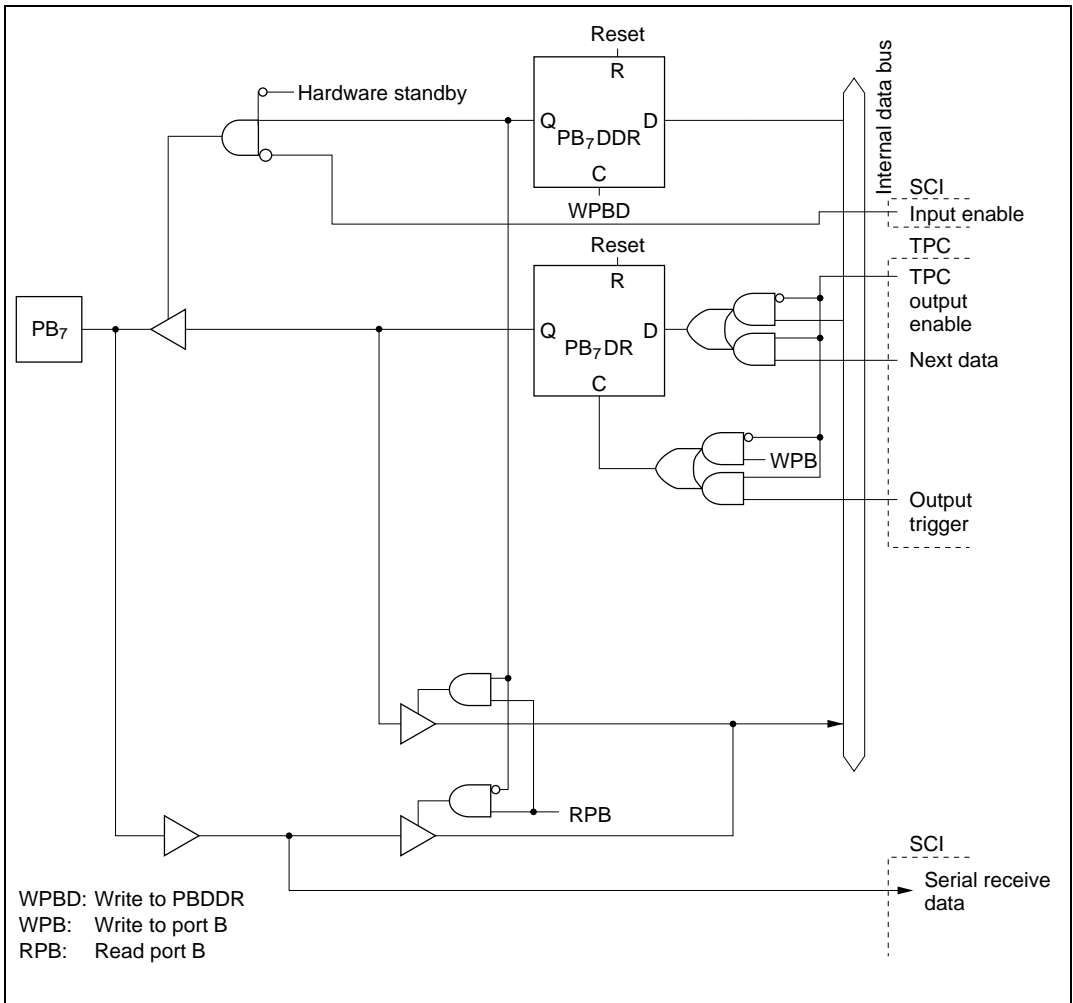 Reset
R
Hardware standby
Q
D
PB₇DDR
C
WPBD
Internal data bus
SCI
Input enable
Reset
R
TPC
TPC
output
enable
PB₇
Q
D
PB₇DR
Next data
C
WPB
Output
trigger
RPB
SCI
Serial receive
data
WPBD: Write to PBDDR
WPB: Write to port B
RPB: Read port B